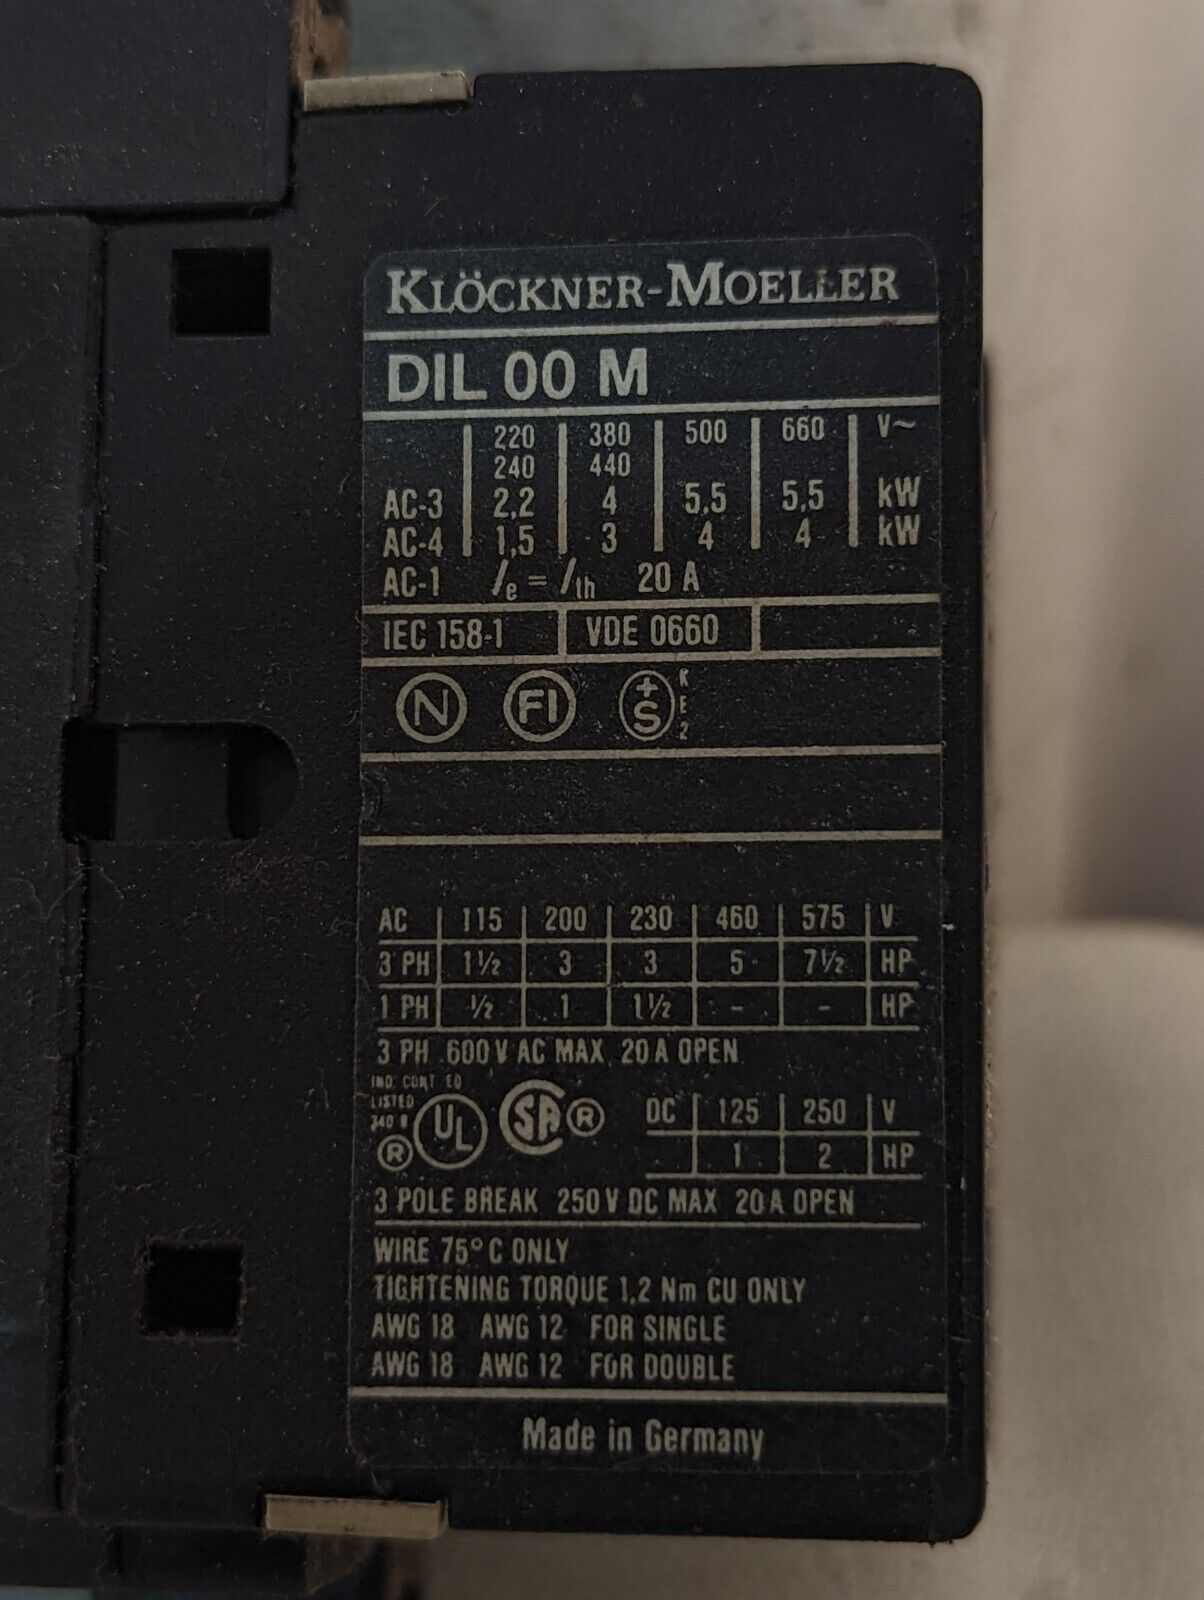 KLÖCKNER-MOELLER
DIL 00 M
220 380 500 660 V~
240 440
AC-3 2,2 4 5,5 5,5 kW
AC-4 1,5 3 4 4 kW
AC-1 Ie = Ith 20 A
IEC 158-1 VDE 0660
N FI +S KE2
AC 115 200 230 460 575 V
3 PH 1½ 3 3 5 7½ HP
1 PH ½ 1 1½ - - HP
3 PH 600 V AC MAX 20 A OPEN
IND. CONT. EQ
LISTED
UL ® SA ® DC 125 250 V
1 2 HP
3 POLE BREAK 250 V DC MAX 20 A OPEN
WIRE 75° C ONLY
TIGHTENING TORQUE 1,2 Nm CU ONLY
AWG 18 AWG 12 FOR SINGLE
AWG 18 AWG 12 FOR DOUBLE
Made in Germany